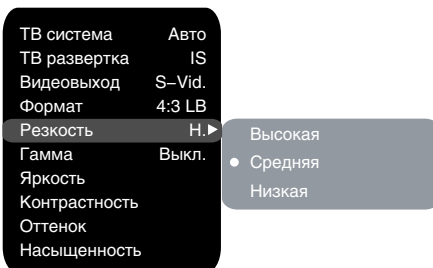 ТВ система Авто
ТВ развертка IS
Видеовыход S–Vid.
Формат 4:3 LB
Резкость Н.
Гамма Выкл.
Яркость
Контрастность
Оттенок
Насыщенность
Высокая
Средняя
Низкая